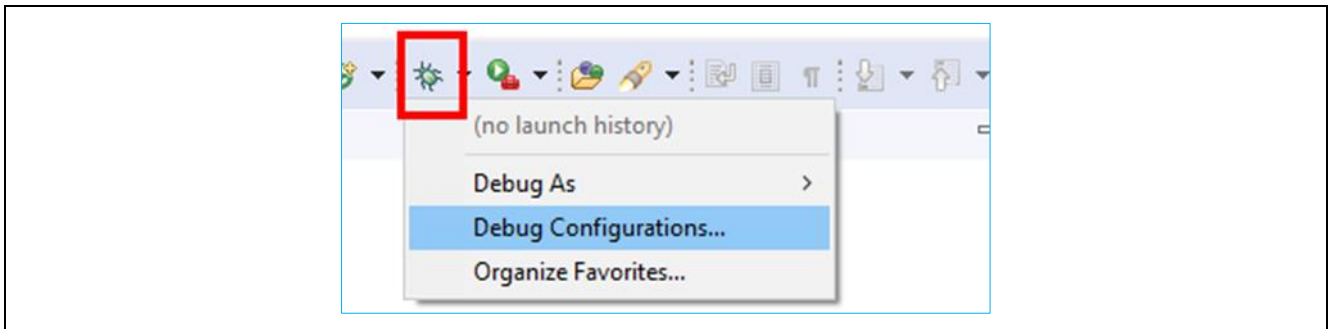 (no launch history)
Debug As
Debug Configurations...
Organize Favorites...